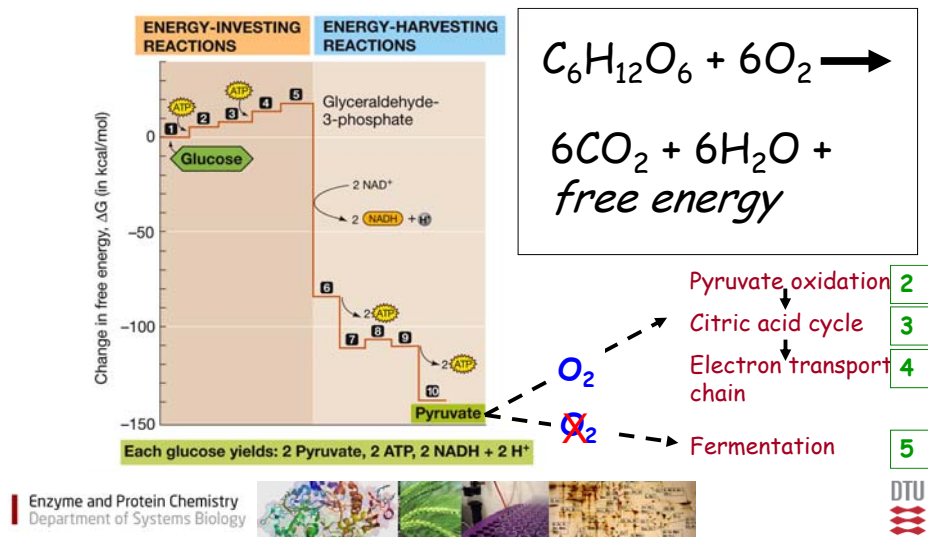 ENERGY-INVESTING
REACTIONS
ENERGY-HARVESTING
REACTIONS
Change in free energy, ΔG (in kcal/mol)
0
−50
−100
−150
1
2
3
4
5
6
7
8
9
10
ATP
ATP
Glucose
Glyceraldehyde-
3-phosphate
2 NAD⁺
2 NADH + H⁺
2 ATP
2 ATP
Pyruvate
Each glucose yields: 2 Pyruvate, 2 ATP, 2 NADH + 2 H⁺
C₆H₁₂O₆ + 6O₂ →
6CO₂ + 6H₂O +
free energy
O₂
O₂
Pyruvate oxidation 2
Citric acid cycle 3
Electron transport 4
chain
Fermentation 5
Enzyme and Protein Chemistry
Department of Systems Biology
DTU